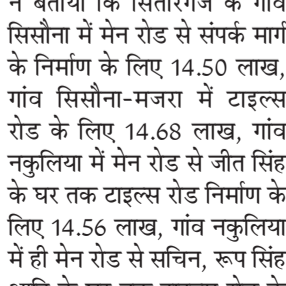 ने बताया कि सितारगंज के गांव
सिसौना में मेन रोड से संपर्क मार्ग
के निर्माण के लिए 14.50 लाख,
गांव सिसौना-मजरा में टाइल्स
रोड के लिए 14.68 लाख, गांव
नकुलिया में मेन रोड से जीत सिंह
के घर तक टाइल्स रोड निर्माण के
लिए 14.56 लाख, गांव नकुलिया
में ही मेन रोड से सचिन, रूप सिंह